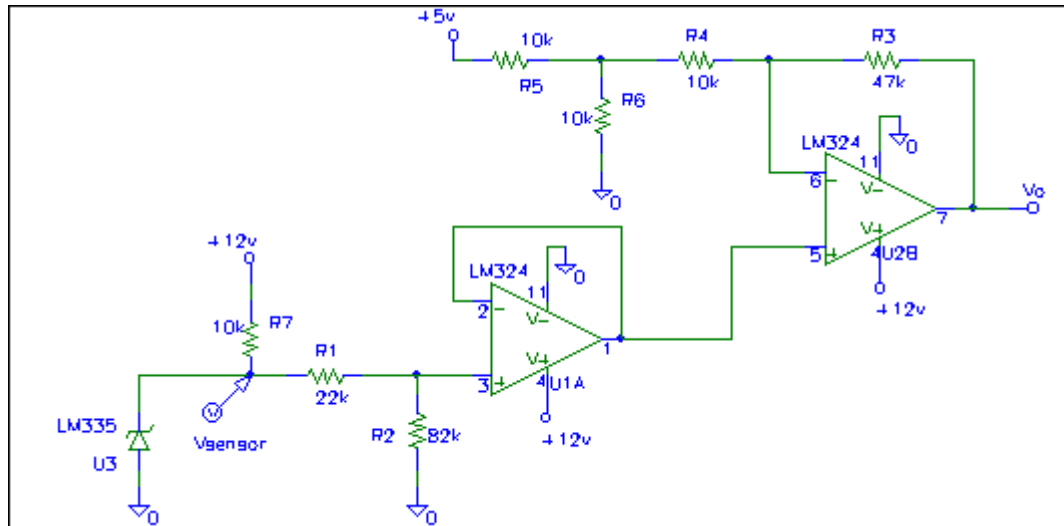 +5v
10k
R5
R4
10k
R3
47k
R6
10k
0
LM324
11
0
V-
6
-
V+
5
+
4
U2B
7
Vo
+12v
+12v
10k
R7
R1
22k
LM324
11
0
V-
2
-
V+
3
+
4
U1A
1
+12v
LM335
U3
V
Vsensor
R2
82k
0
0